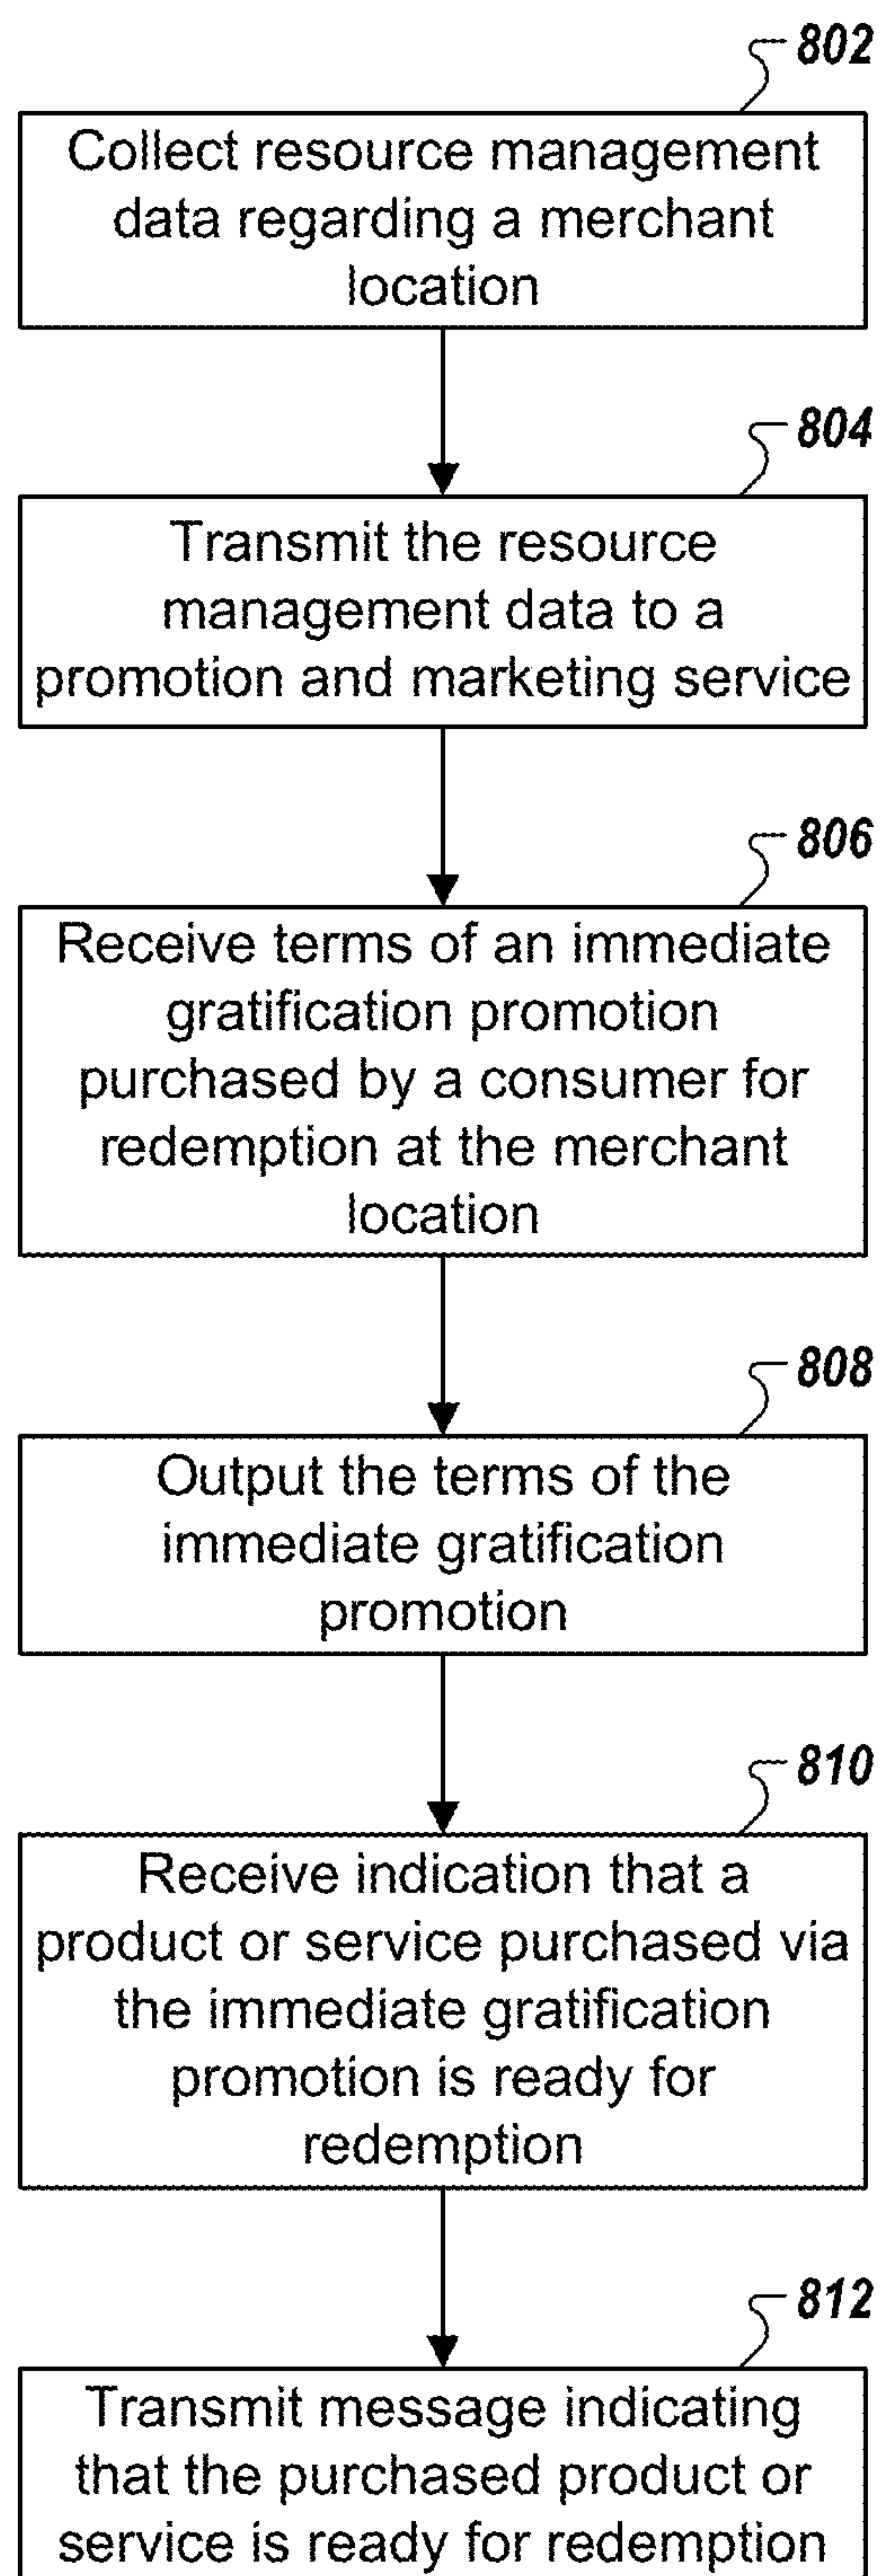 802
Collect resource management
data regarding a merchant
location
804
Transmit the resource
management data to a
promotion and marketing service
806
Receive terms of an immediate
gratification promotion
purchased by a consumer for
redemption at the merchant
location
808
Output the terms of the
immediate gratification
promotion
810
Receive indication that a
product or service purchased via
the immediate gratification
promotion is ready for
redemption
812
Transmit message indicating
that the purchased product or
service is ready for redemption